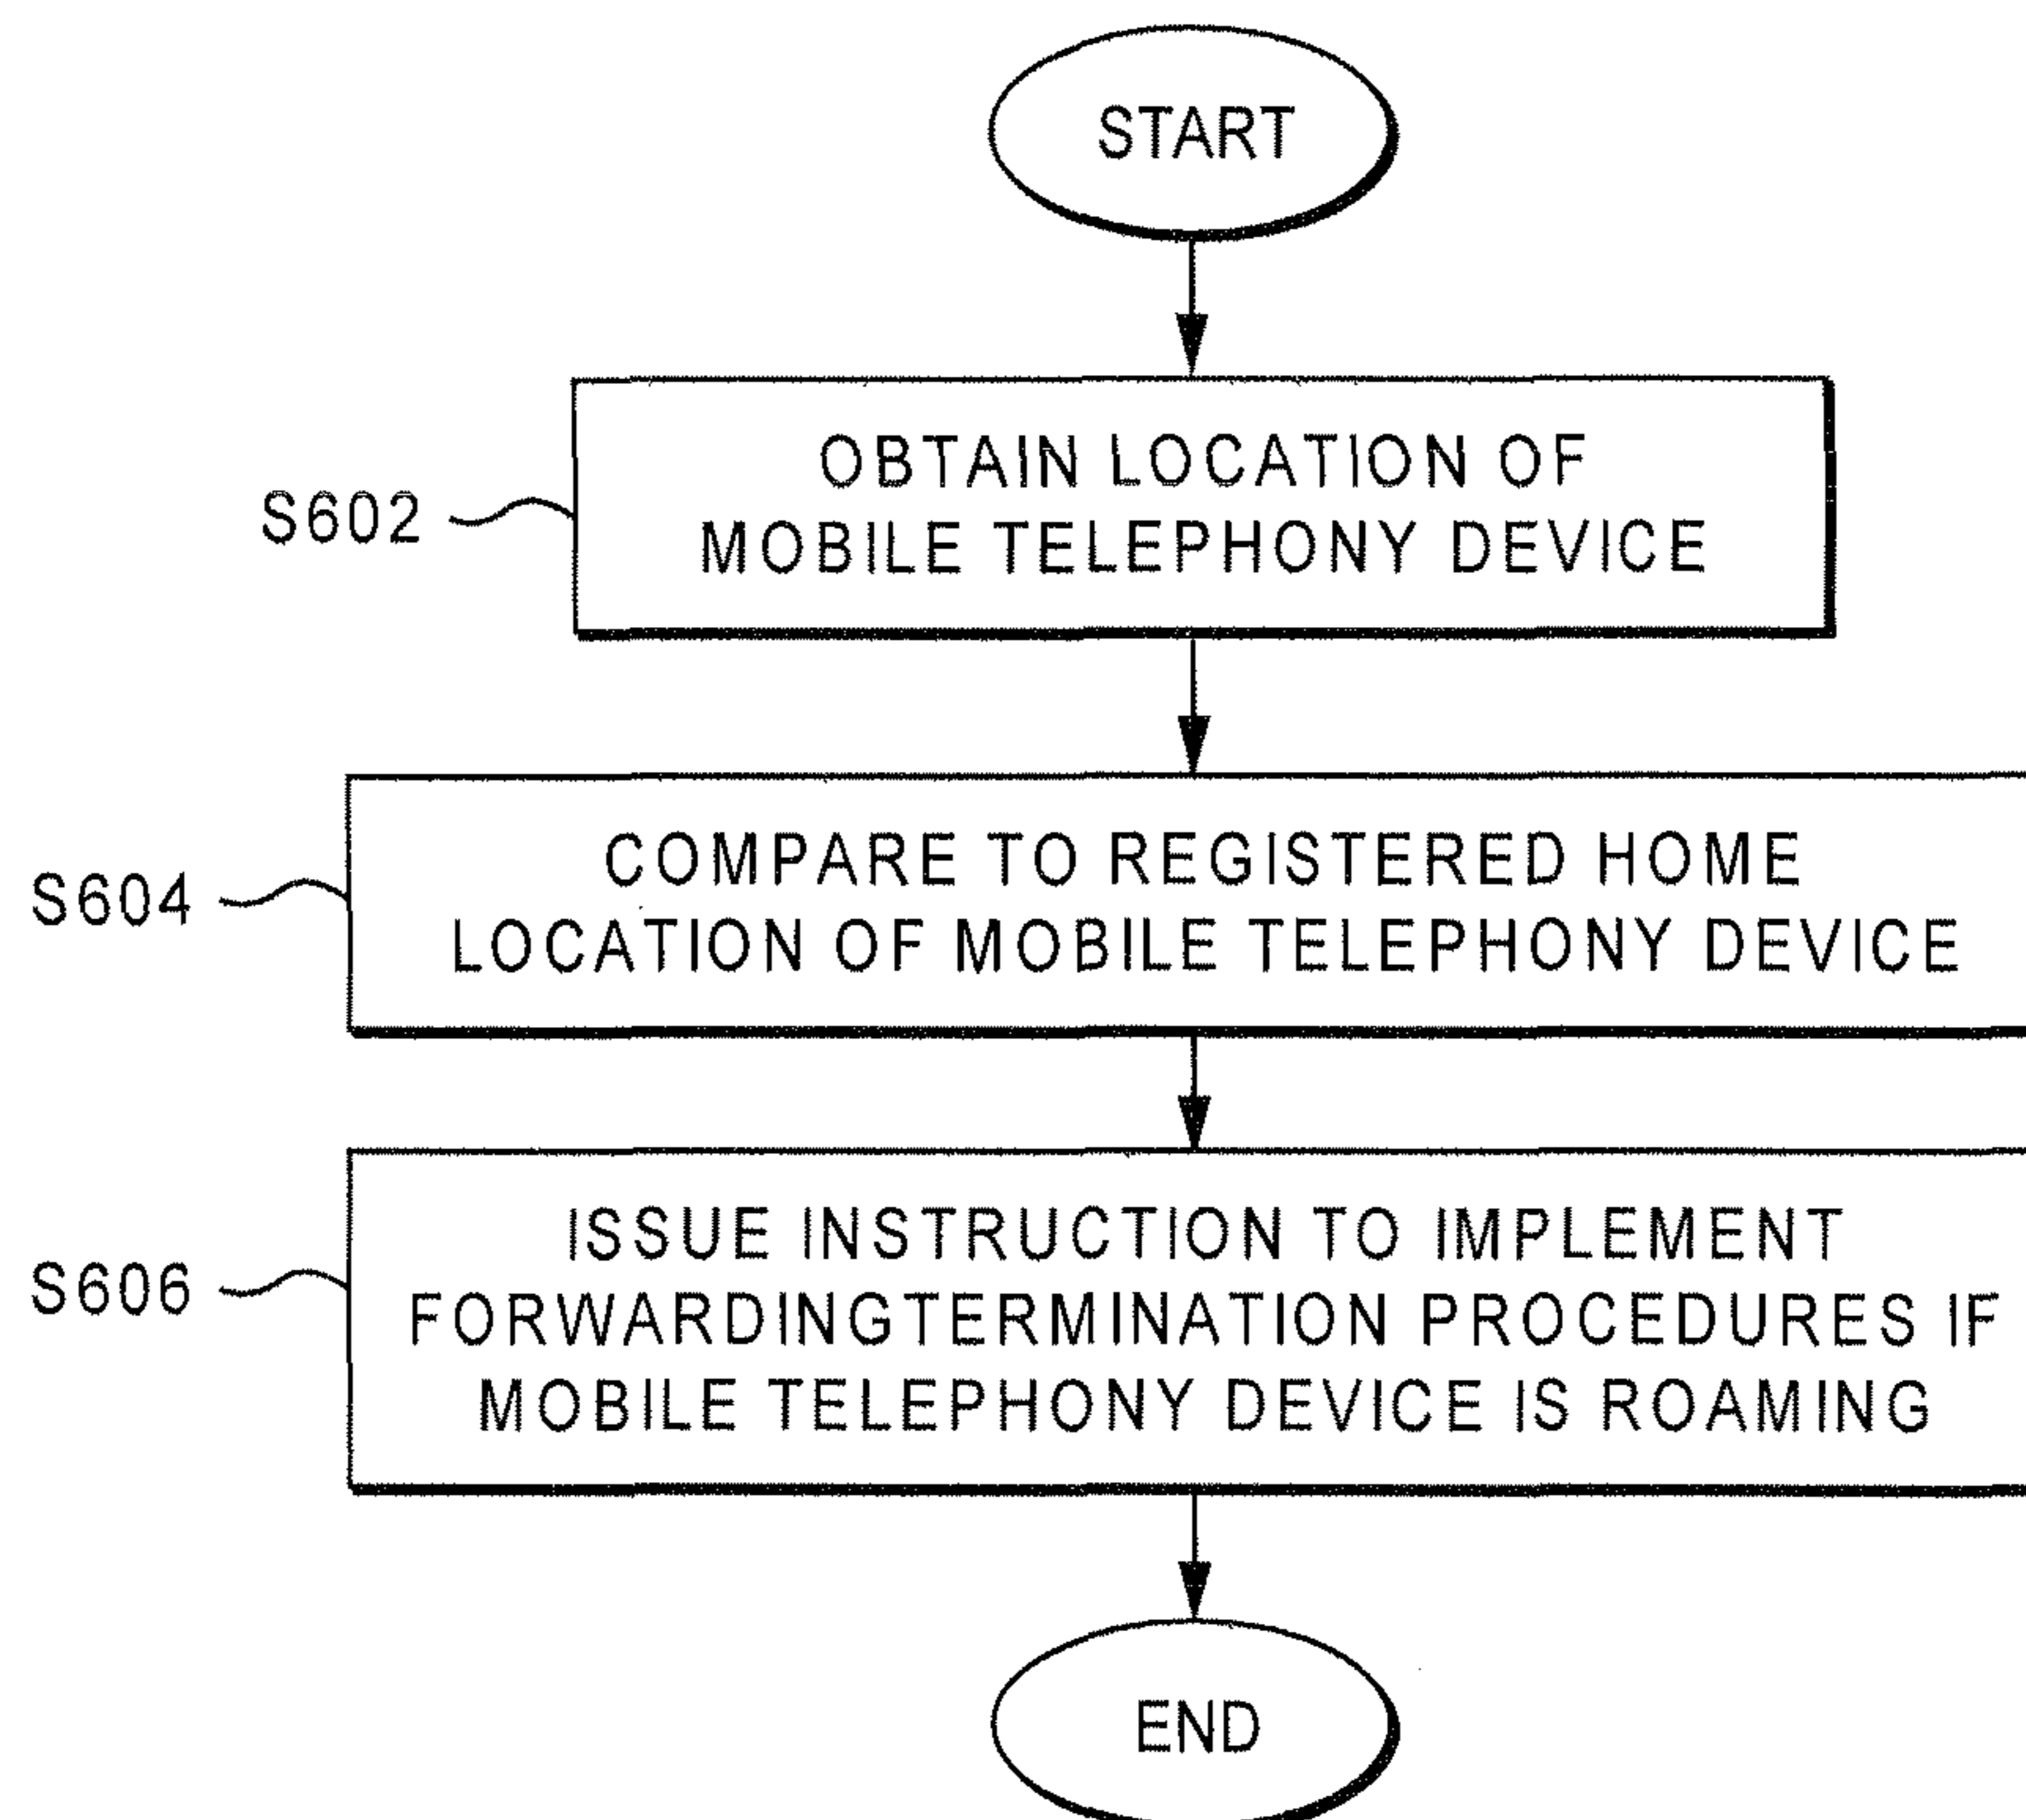 START
OBTAIN LOCATION OF
MOBILE TELEPHONY DEVICE
S602
COMPARE TO REGISTERED HOME
LOCATION OF MOBILE TELEPHONY DEVICE
S604
ISSUE INSTRUCTION TO IMPLEMENT
FORWARDINGTERMINATION PROCEDURES IF
MOBILE TELEPHONY DEVICE IS ROAMING
S606
END